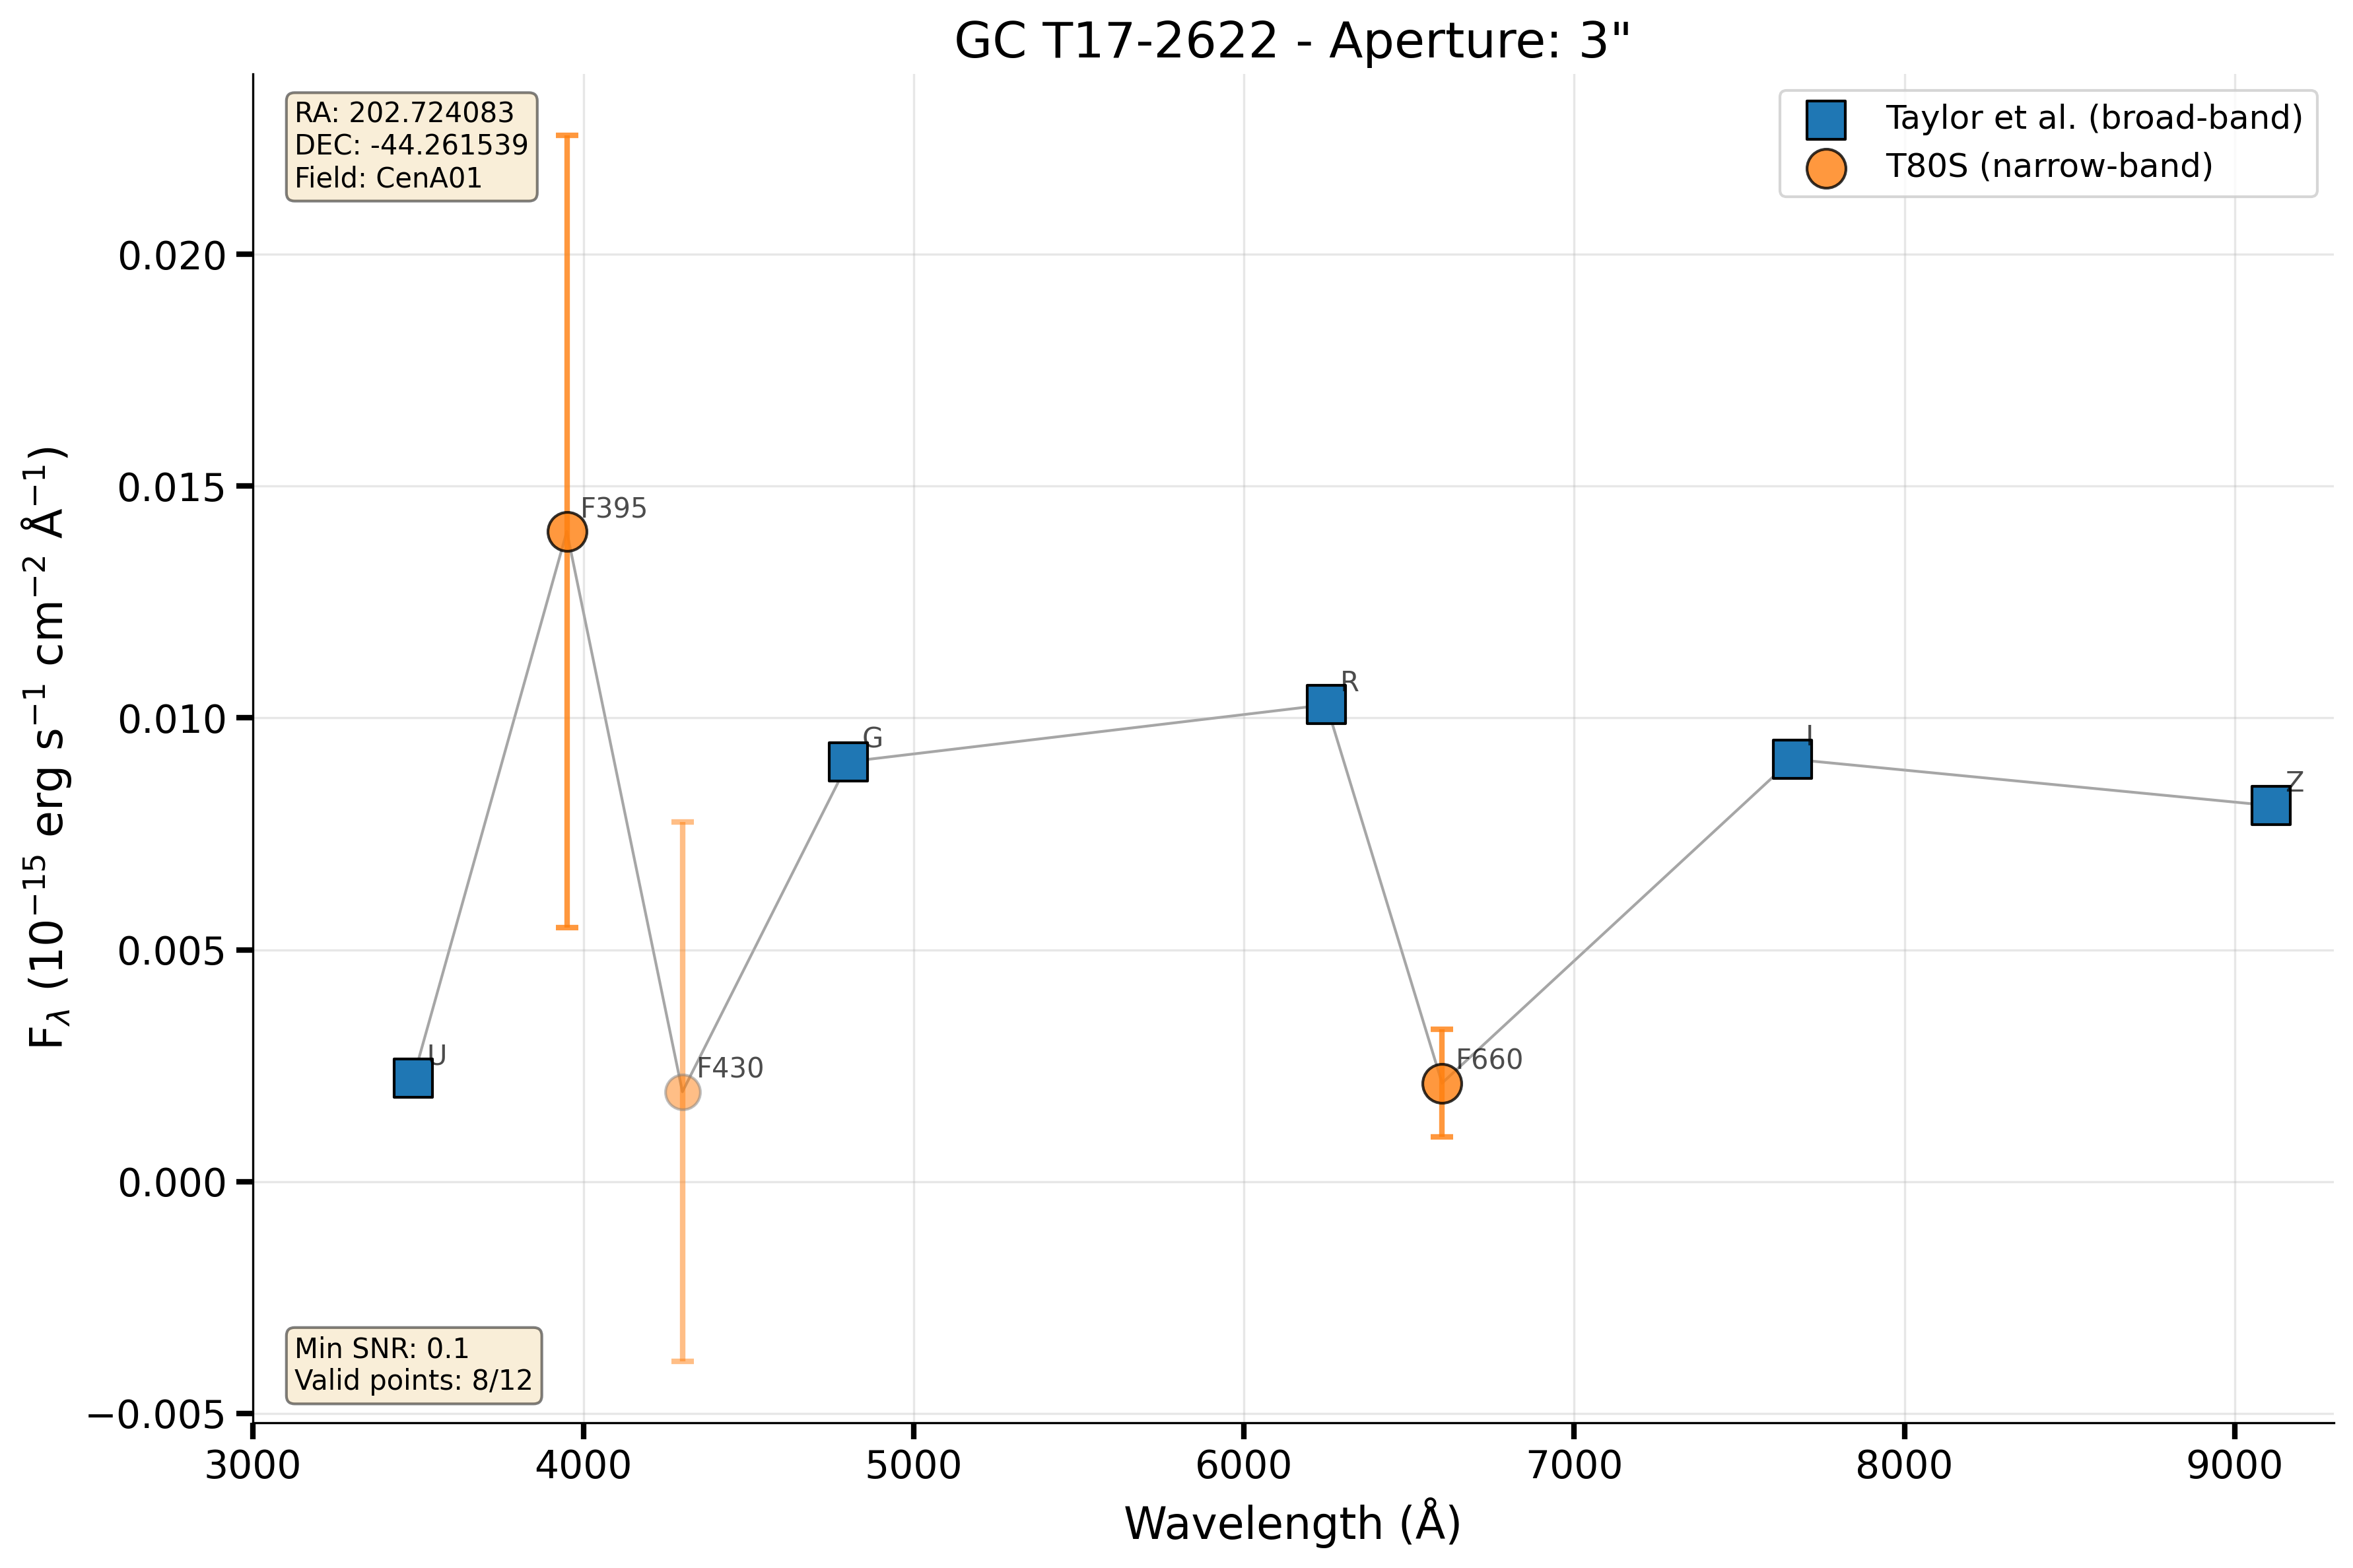 GC T17-2622 - Aperture: 3"
RA: 202.724083
DEC: -44.261539
Field: CenA01
Taylor et al. (broad-band)
T80S (narrow-band)
F395
F430
F660
U
G
R
I
Z
Min SNR: 0.1
Valid points: 8/12
0.020
0.015
0.010
0.005
0.000
−0.005
3000 4000 5000 6000 7000 8000 9000
Wavelength (Å)
Fλ (10⁻¹⁵ erg s⁻¹ cm⁻² Å⁻¹)